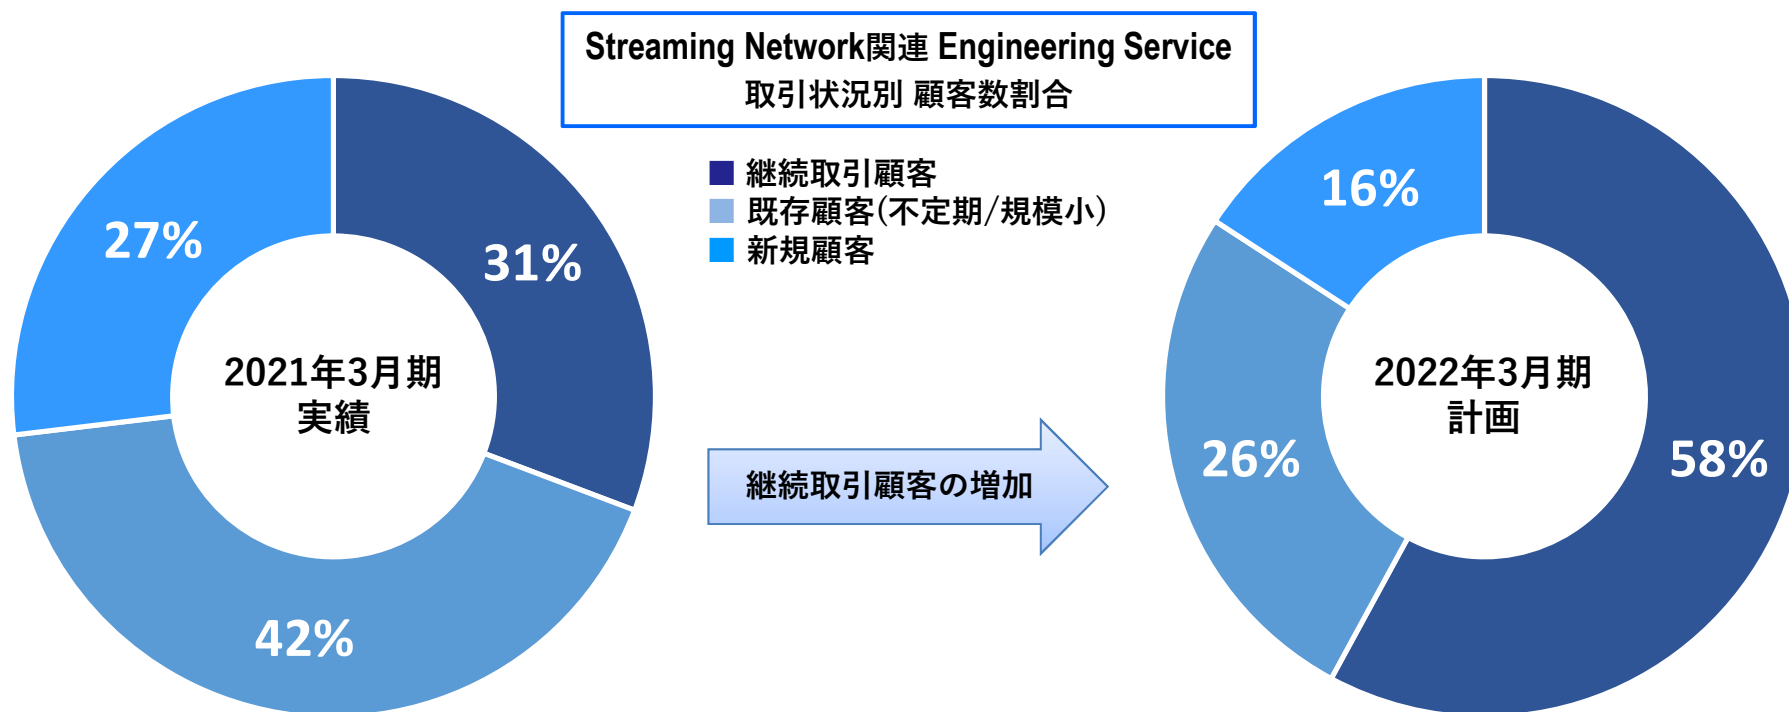 Streaming Network関連 Engineering Service
取引状況別 顧客数割合
継続取引顧客
既存顧客(不定期/規模小)
新規顧客
27%
31%
42%
2021年3月期
実績
継続取引顧客の増加
16%
26%
58%
2022年3月期
計画